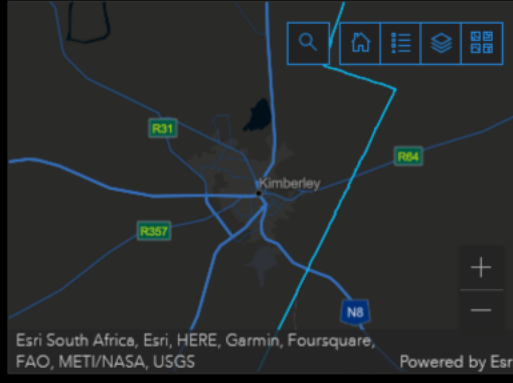 R31
R64
Kimberley
R357
N8
Esri South Africa, Esri, HERE, Garmin, Foursquare,
FAO, METI/NASA, USGS
Powered by Esr